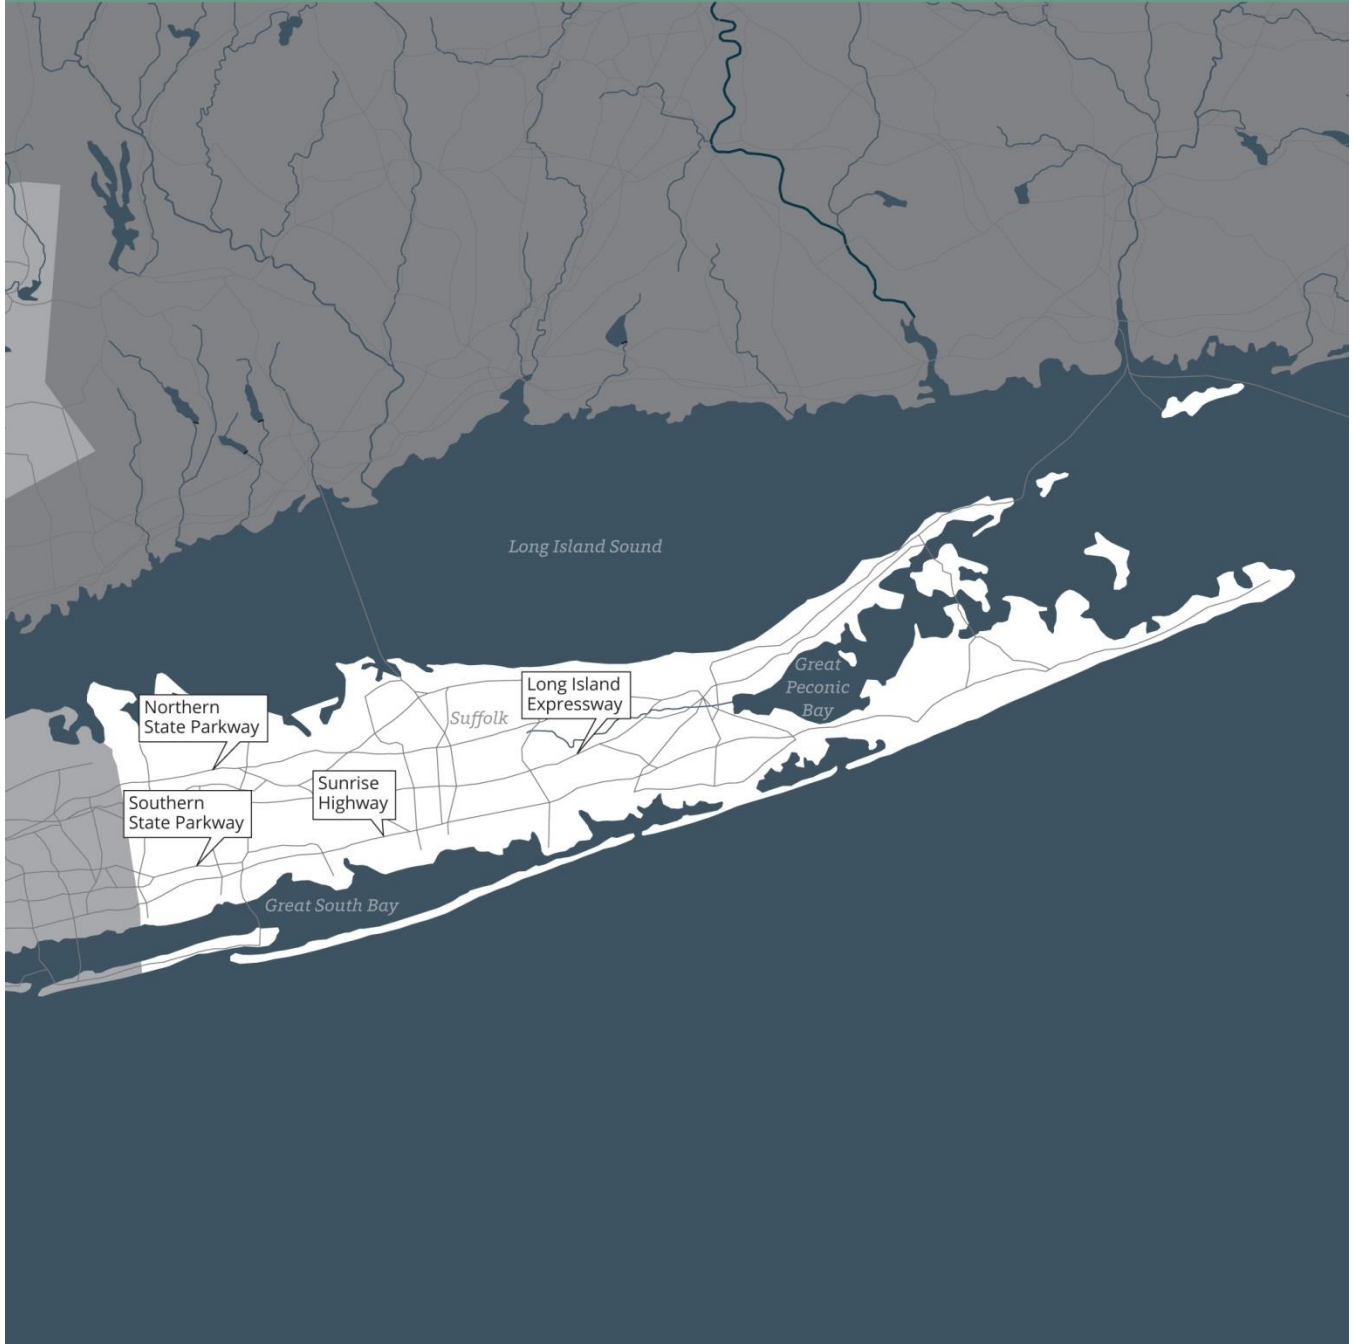 Long Island Sound
Great
Peconic
Bay
Long Island
Expressway
Suffolk
Northern
State Parkway
Sunrise
Highway
Southern
State Parkway
Great South Bay